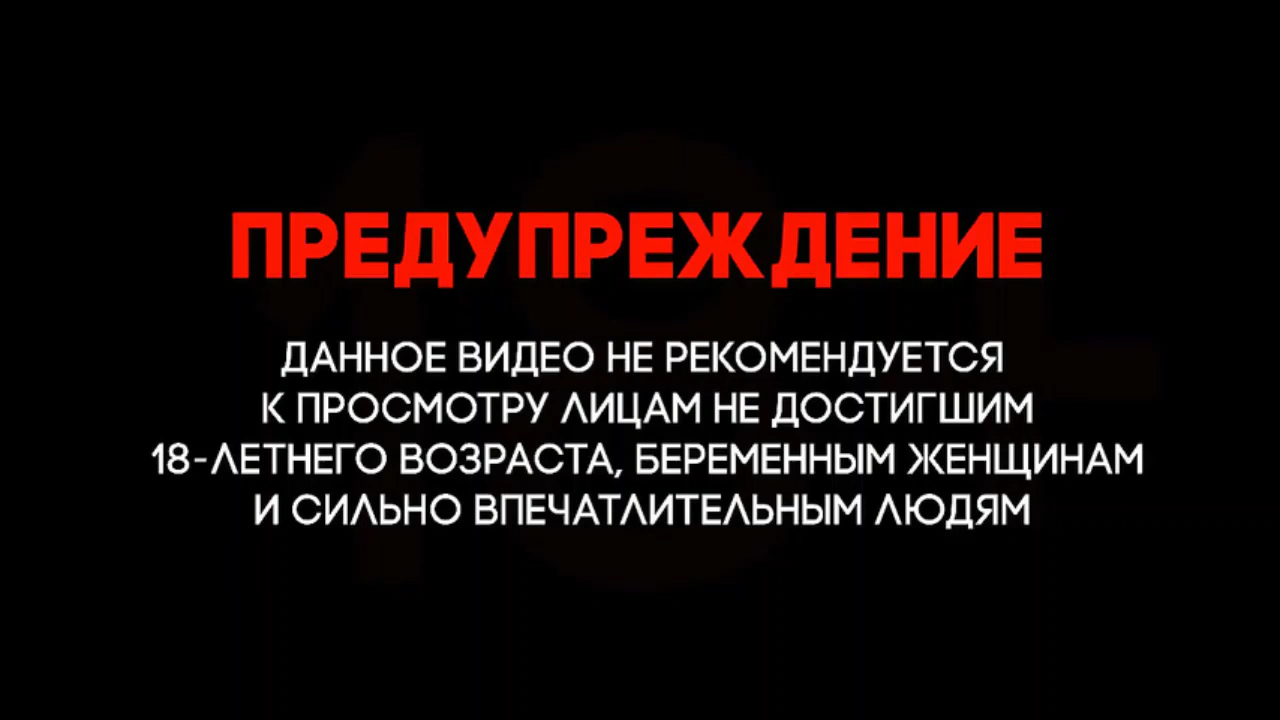 ПРЕДУПРЕЖДЕНИЕ
ДАННОЕ ВИДЕО НЕ РЕКОМЕНДУЕТСЯ
К ПРОСМОТРУ ЛИЦАМ НЕ ДОСТИГШИМ
18-ЛЕТНЕГО ВОЗРАСТА, БЕРЕМЕННЫМ ЖЕНЩИНАМ
И СИЛЬНО ВПЕЧАТЛИТЕЛЬНЫМ ЛЮДЯМ